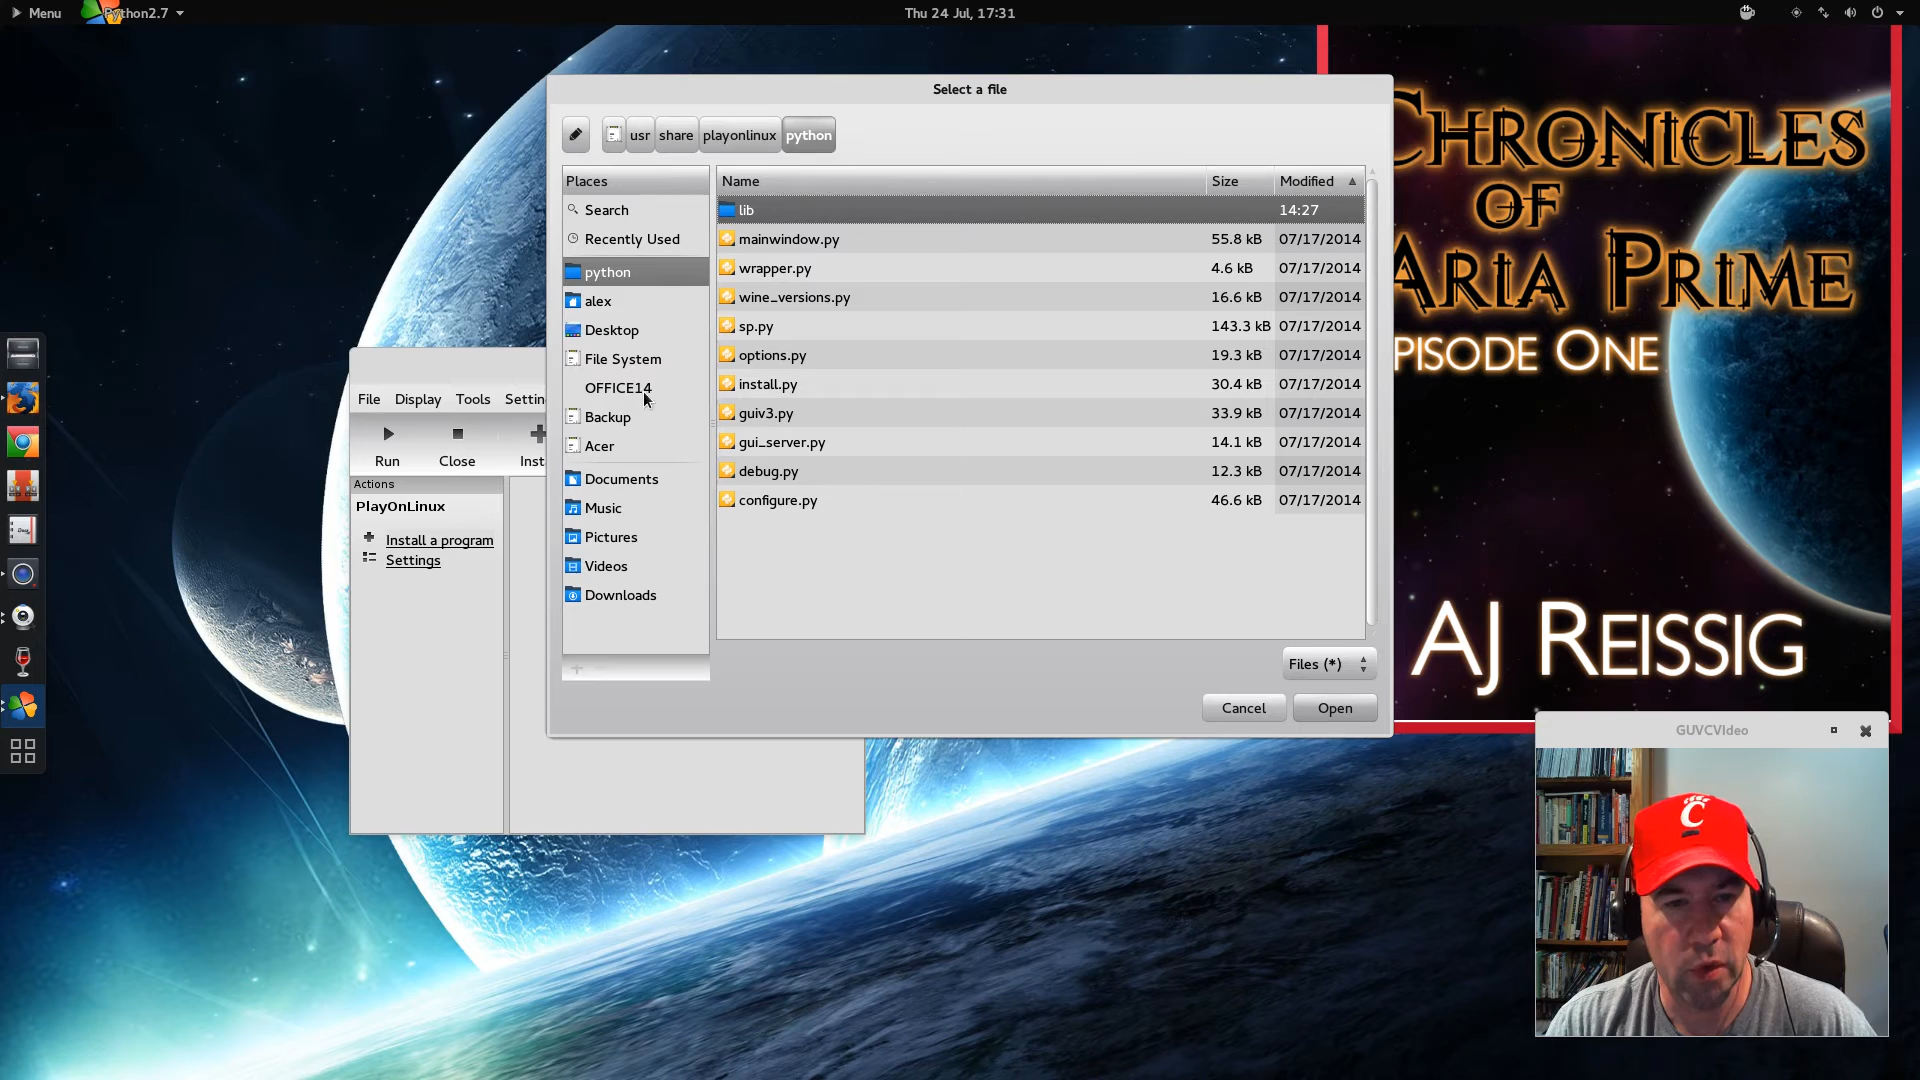 Menu
Python2.7
Thu 24 Jul, 17:31
Select a file
usr
share
playonlinux
python
Places
Name
Size
Modified
Search
Recently Used
python
alex
Desktop
File System
OFFICE14
Backup
Acer
Documents
Music
Pictures
Videos
Downloads
lib 14:27
mainwindow.py 55.8 kB 07/17/2014
wrapper.py 4.6 kB 07/17/2014
wine_versions.py 16.6 kB 07/17/2014
sp.py 143.3 kB 07/17/2014
options.py 19.3 kB 07/17/2014
install.py 30.4 kB 07/17/2014
guiv3.py 33.9 kB 07/17/2014
gui_server.py 14.1 kB 07/17/2014
debug.py 12.3 kB 07/17/2014
configure.py 46.6 kB 07/17/2014
Files (*)
Cancel
Open
File Display Tools Settin
Run
Close
Inst
Actions
PlayOnLinux
Install a program
Settings
CHRONICLES
OF
ARIA PRIME
PISODE ONE
AJ REISSIG
GUVCVideo
C